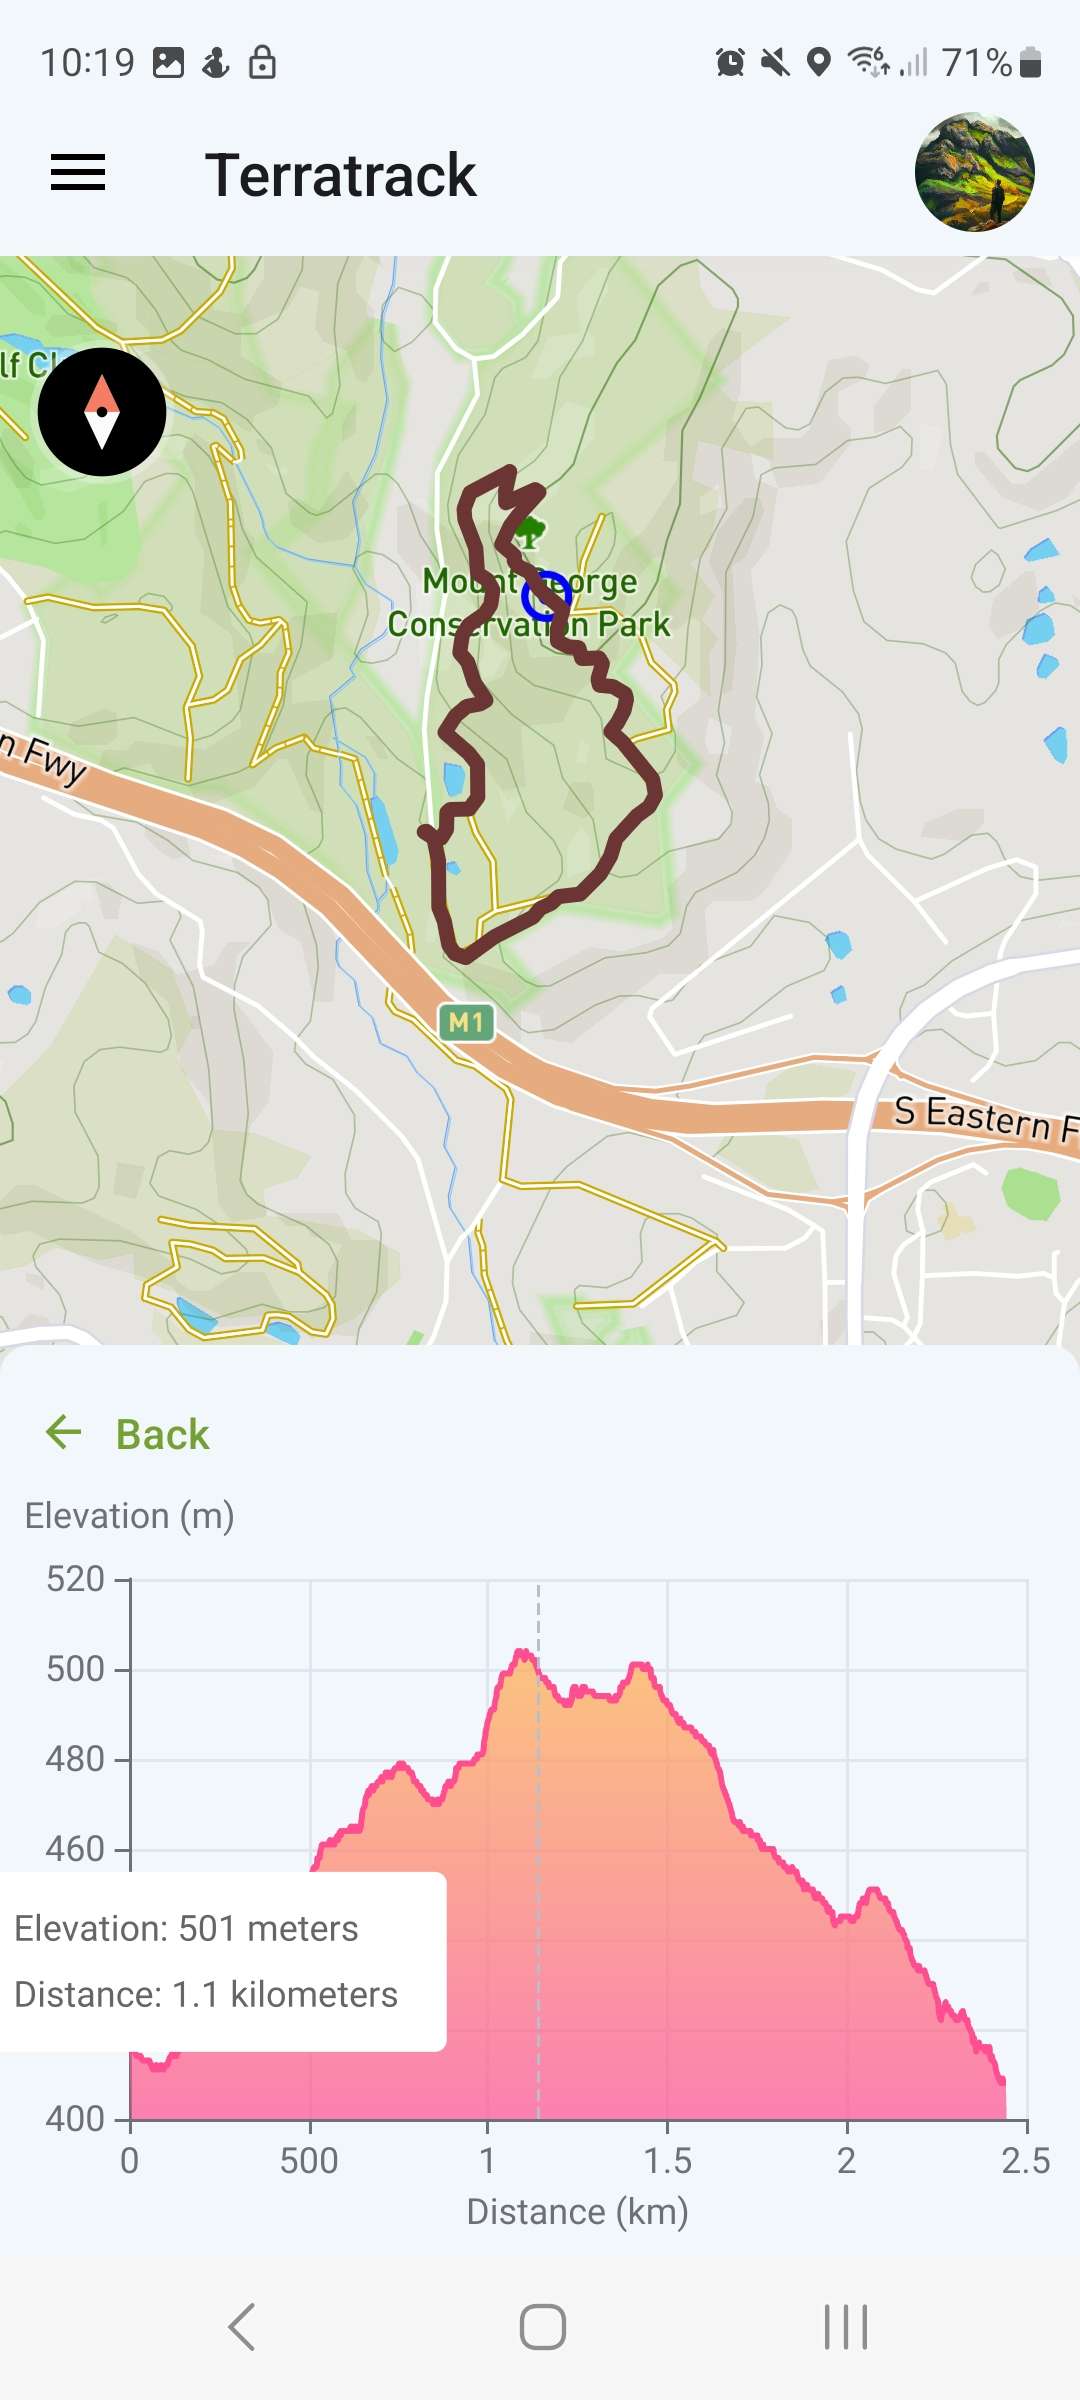 10:19
71%
Terratrack
lf Cl
Mount George
Conservation Park
n Fwy
M1
S Eastern F
Back
Elevation (m)
520
500
480
460
Elevation: 501 meters
Distance: 1.1 kilometers
400
0 500 1 1.5 2 2.5
Distance (km)